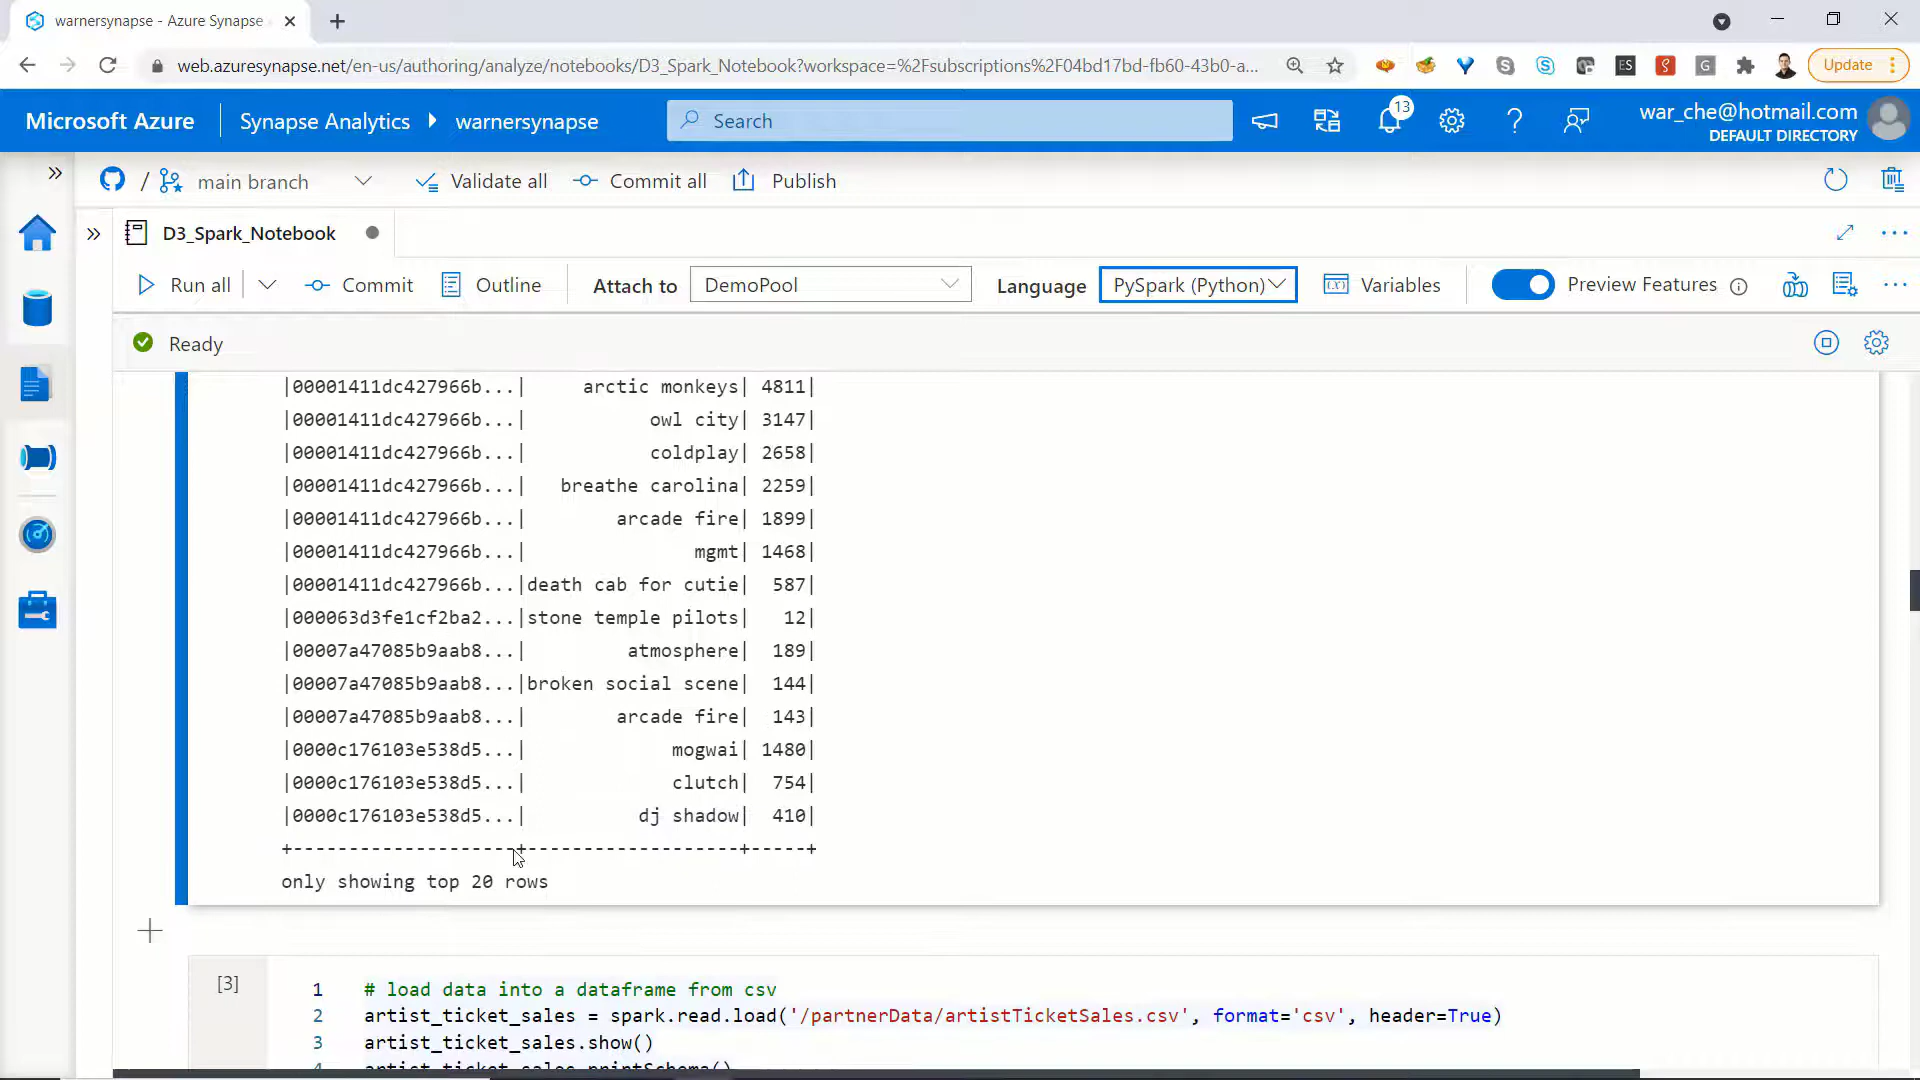 warnersynapse - Azure Synapse
web.azuresynapse.net/en-us/authoring/analyze/notebooks/D3_Spark_Notebook?workspace=%2Fsubscriptions%2F04bd17bd-fb60-43b0-a...
ES
Update
Microsoft Azure
Synapse Analytics
warnersynapse
Search
13
war_che@hotmail.com
DEFAULT DIRECTORY
/ main branch
Validate all
Commit all
Publish
D3_Spark_Notebook
Run all
Commit
Outline
Attach to
DemoPool
Language
PySpark (Python)
Variables
Preview Features
Ready
|00001411dc427966b...| arctic monkeys| 4811|
|00001411dc427966b...| owl city| 3147|
|00001411dc427966b...| coldplay| 2658|
|00001411dc427966b...| breathe carolina| 2259|
|00001411dc427966b...| arcade fire| 1899|
|00001411dc427966b...| mgmt| 1468|
|00001411dc427966b...|death cab for cutie| 587|
|000063d3fe1cf2ba2...|stone temple pilots| 12|
|00007a47085b9aab8...| atmosphere| 189|
|00007a47085b9aab8...|broken social scene| 144|
|00007a47085b9aab8...| arcade fire| 143|
|0000c176103e538d5...| mogwai| 1480|
|0000c176103e538d5...| clutch| 754|
|0000c176103e538d5...| dj shadow| 410|
+--------------------+-------------------+-----+
only showing top 20 rows
[3]
1 # load data into a dataframe from csv
2 artist_ticket_sales = spark.read.load('/partnerData/artistTicketSales.csv', format='csv', header=True)
3 artist_ticket_sales.show()
4 artist_ticket_sales.printSchema()